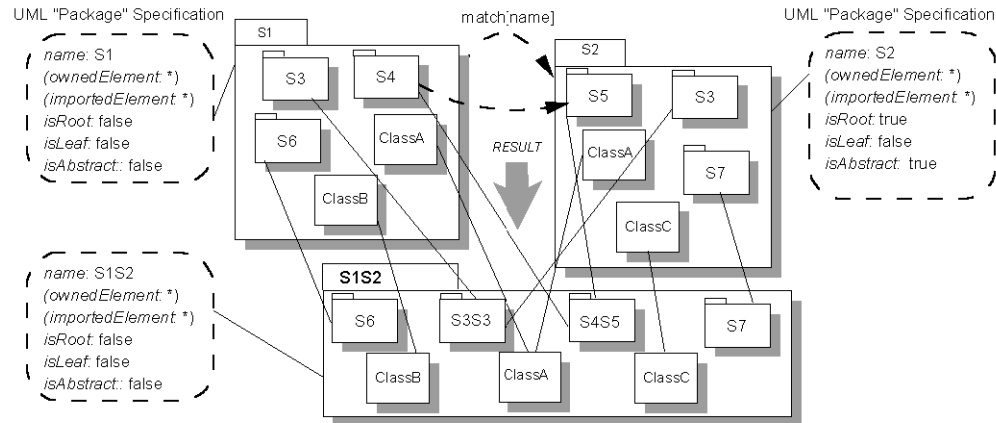 UML "Package" Specification
name: S1
(ownedElement: *)
(importedElement: *)
isRoot: false
isLeaf: false
isAbstract:: false
S1
S3
S4
S6
ClassA
ClassB
match[name]
RESULT
S2
S5
S3
ClassA
S7
ClassC
UML "Package" Specification
name: S2
(ownedElement: *)
(importedElement: *)
isRoot: true
isLeaf: false
isAbstract: true
name: S1S2
(ownedElement: *)
(importedElement: *)
isRoot: false
isLeaf: false
isAbstract:: false
S1S2
S6
S3S3
S4S5
S7
ClassB
ClassA
ClassC